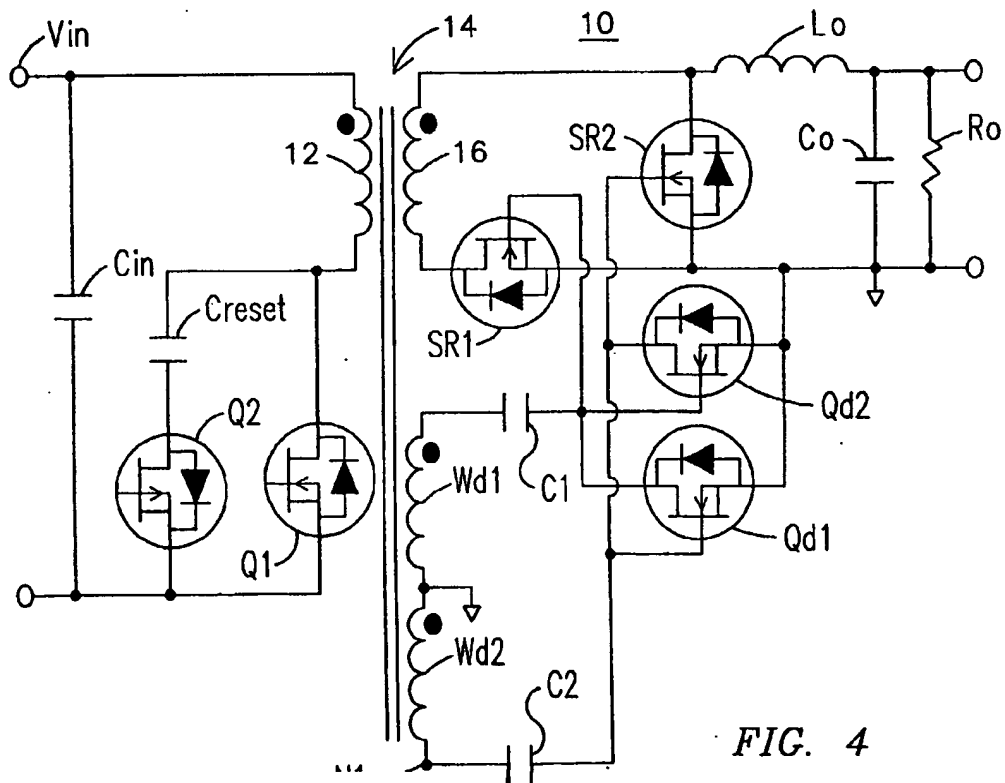 Vin
14
10
Lo
12
16
SR2
Co
Ro
Cin
Creset
SR1
Q2
Qd2
Wd1
C1
Q1
Qd1
Wd2
C2
FIG. 4